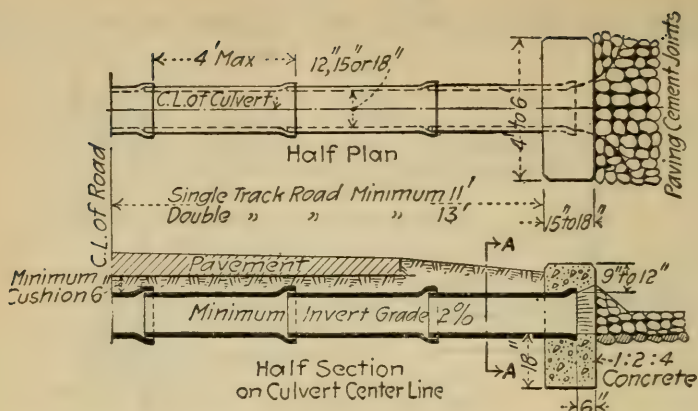 4' Max
12," 15" or 18"
C.L. of Culvert
Half Plan
4' to 6'
Paving Cement Joints
C.L. of Road
Single Track Road Minimum 11'
Double " " " 13'
15" to 18"
Pavement
Minimum
Cushion 6"
A
9" to 12"
Minimum Invert Grade 2%
18"
A
1:2:4
Concrete
Half Section
on Culvert Center Line
6"